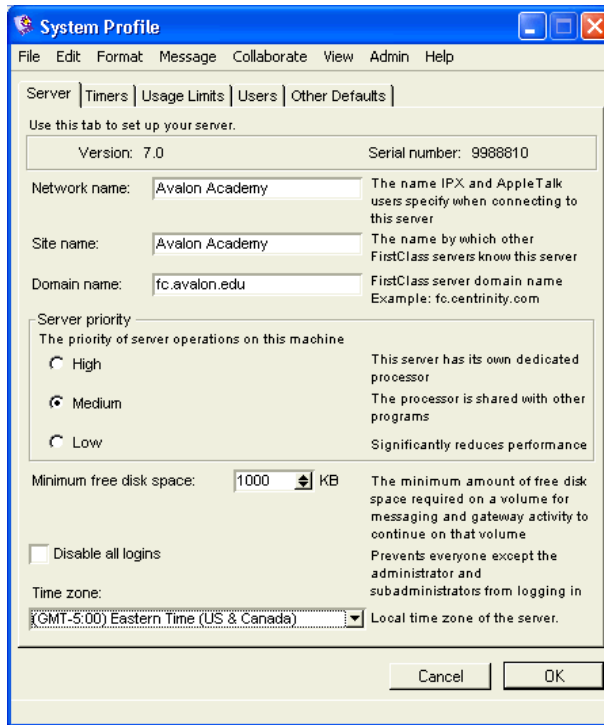 System Profile
File Edit Format Message Collaborate View Admin Help
Server Timers Usage Limits Users Other Defaults
Use this tab to set up your server.
Version: 7.0 Serial number: 9988810
Network name: Avalon Academy The name IPX and AppleTalk
users specify when connecting to
this server
Site name: Avalon Academy The name by which other
FirstClass servers know this server
Domain name: fc.avalon.edu FirstClass server domain name
Example: fc.centrinity.com
Server priority
The priority of server operations on this machine
High This server has its own dedicated
processor
Medium The processor is shared with other
programs
Low Significantly reduces performance
Minimum free disk space: 1000 KB The minimum amount of free disk
space required on a volume for
messaging and gateway activity to
continue on that volume
Disable all logins Prevents everyone except the
administrator and
subadministrators from logging in
Time zone:
(GMT-5:00) Eastern Time (US & Canada) Local time zone of the server.
Cancel OK